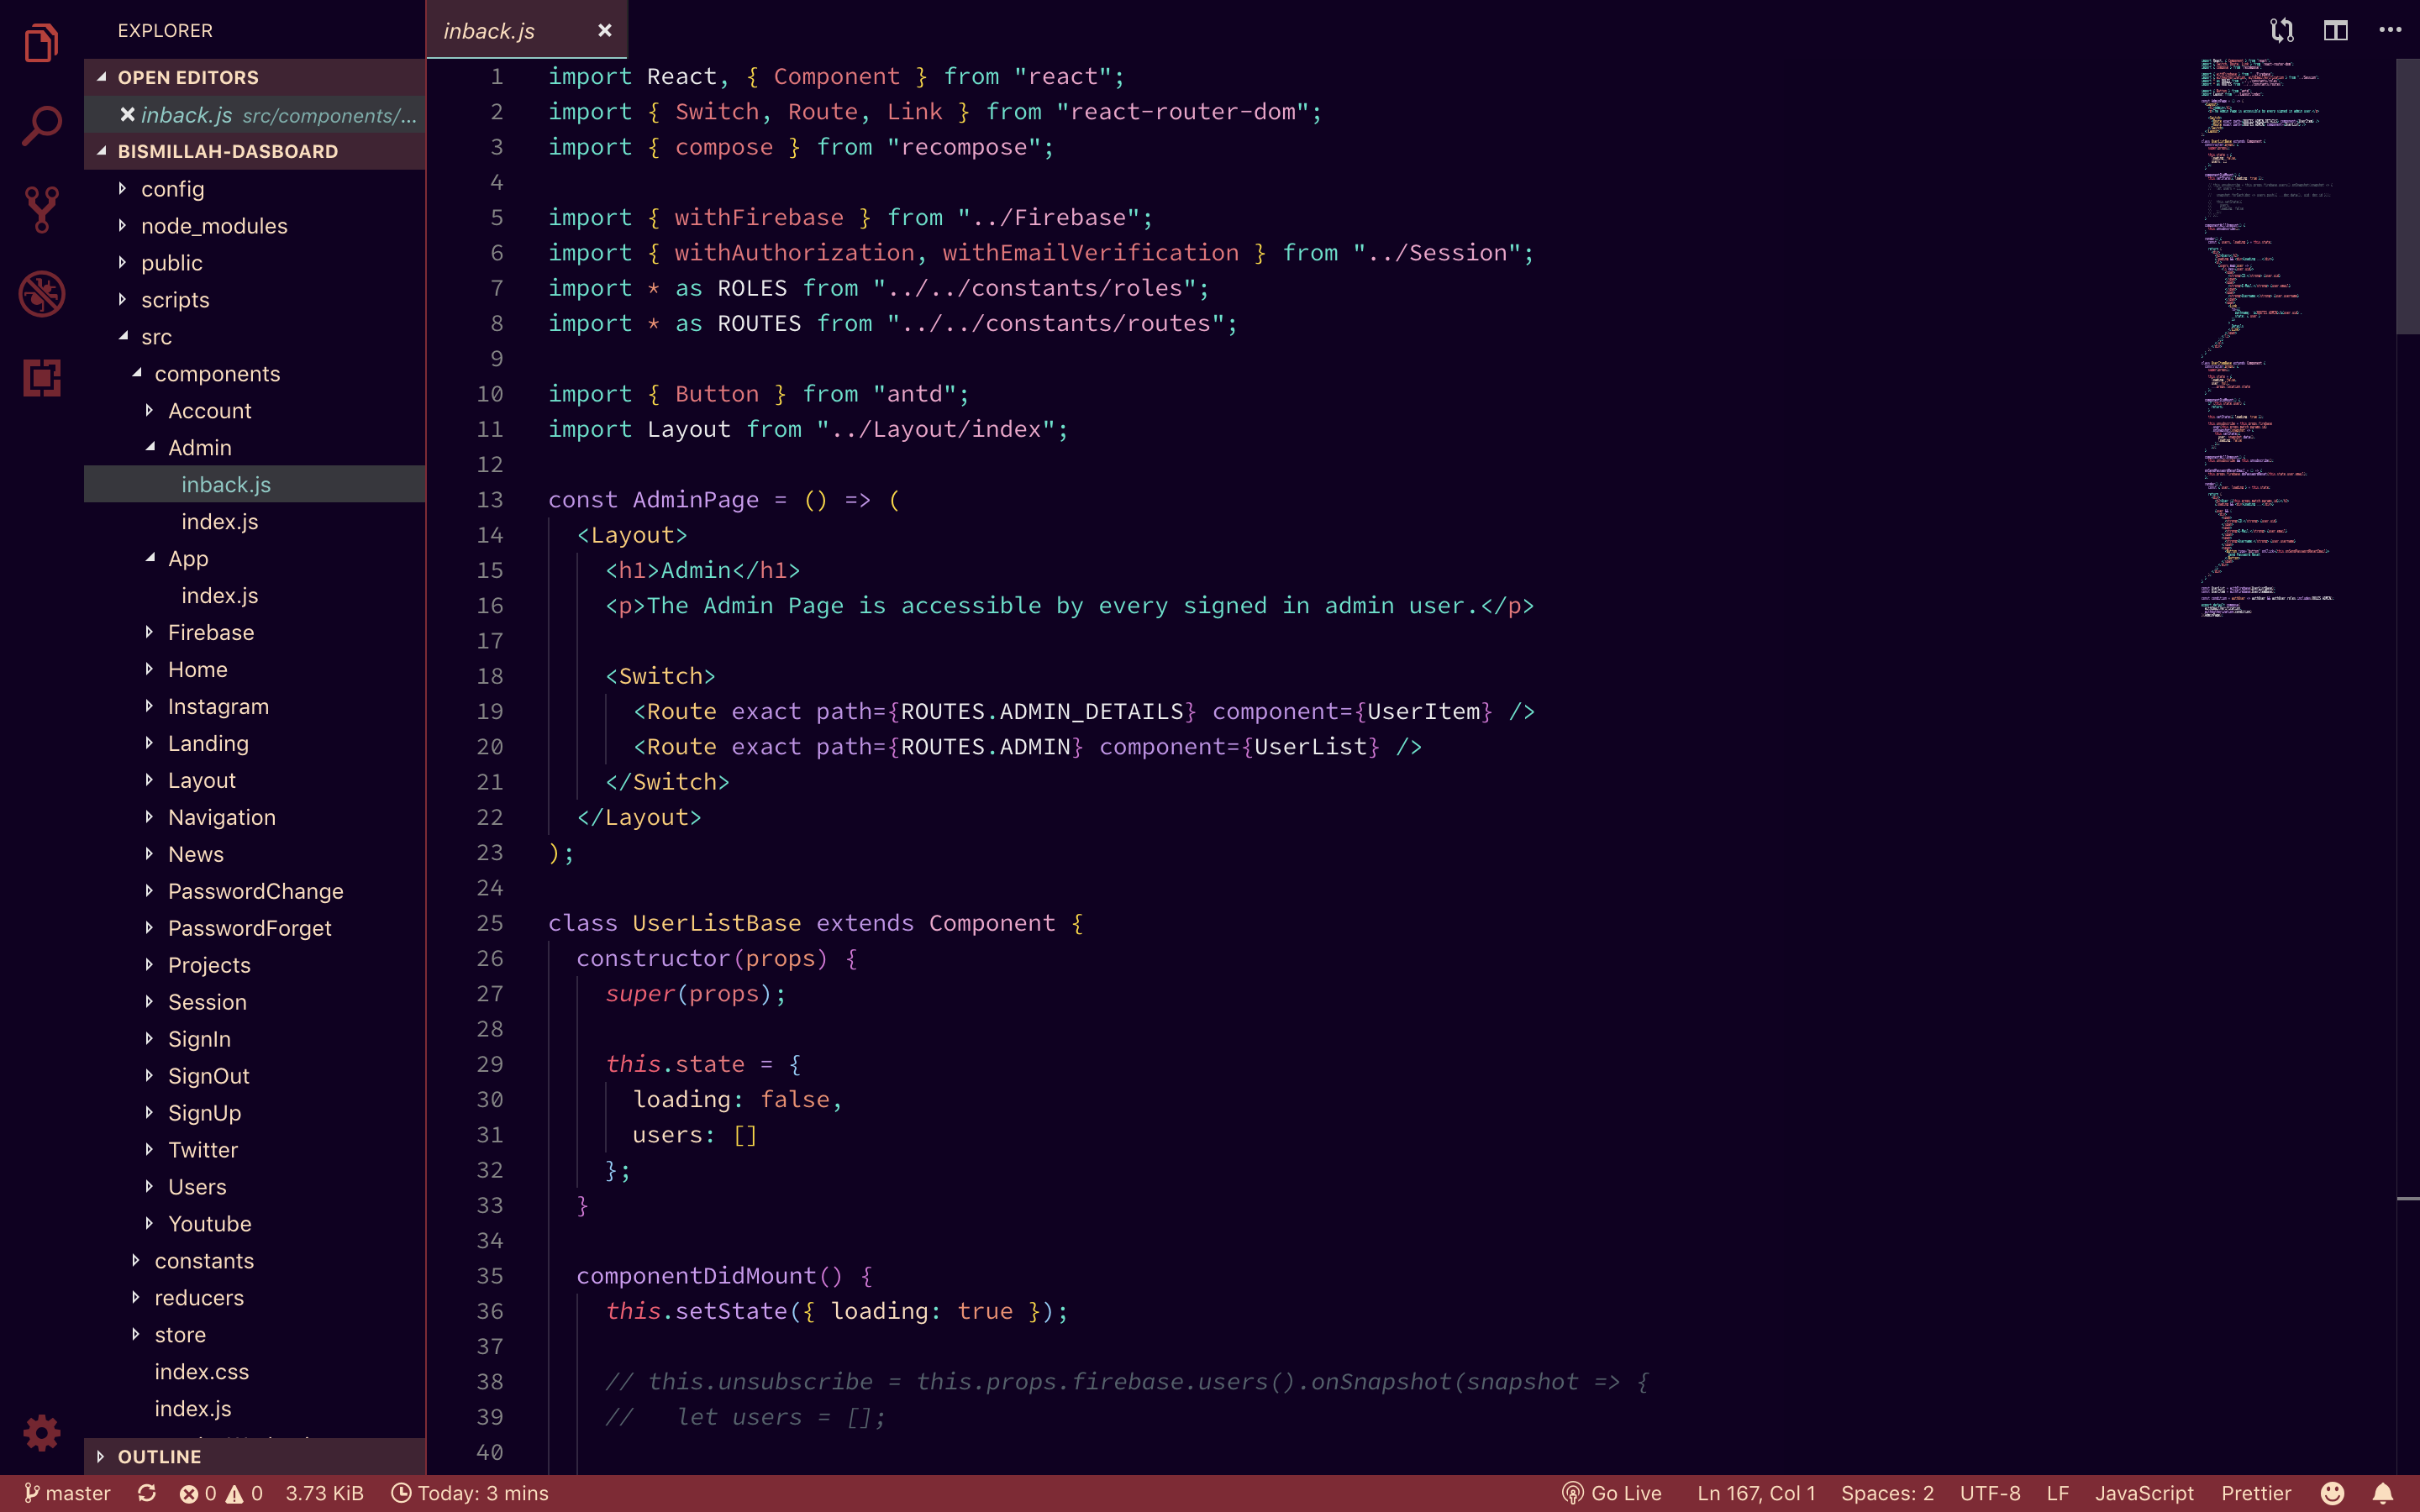 EXPLORER
OPEN EDITORS
inback.js src/components/...
BISMILLAH-DASBOARD
config
node_modules
public
scripts
src
components
Account
Admin
inback.js
index.js
App
index.js
Firebase
Home
Instagram
Landing
Layout
Navigation
News
PasswordChange
PasswordForget
Projects
Session
SignIn
SignOut
SignUp
Twitter
Users
Youtube
constants
reducers
store
index.css
index.js
OUTLINE
inback.js
1 import React, { Component } from "react";
2 import { Switch, Route, Link } from "react-router-dom";
3 import { compose } from "recompose";
4
5 import { withFirebase } from "../Firebase";
6 import { withAuthorization, withEmailVerification } from "../Session";
7 import * as ROLES from "../../constants/roles";
8 import * as ROUTES from "../../constants/routes";
9
10 import { Button } from "antd";
11 import Layout from "../Layout/index";
12
13 const AdminPage = () => (
14 <Layout>
15 <h1>Admin</h1>
16 <p>The Admin Page is accessible by every signed in admin user.</p>
17
18 <Switch>
19 <Route exact path={ROUTES.ADMIN_DETAILS} component={UserItem} />
20 <Route exact path={ROUTES.ADMIN} component={UserList} />
21 </Switch>
22 </Layout>
23 );
24
25 class UserListBase extends Component {
26 constructor(props) {
27 super(props);
28
29 this.state = {
30 loading: false,
31 users: []
32 };
33 }
34
35 componentDidMount() {
36 this.setState({ loading: true });
37
38 // this.unsubscribe = this.props.firebase.users().onSnapshot(snapshot => {
39 // let users = [];
40
master 0 0 3.73 KiB Today: 3 mins Go Live Ln 167, Col 1 Spaces: 2 UTF-8 LF JavaScript Prettier